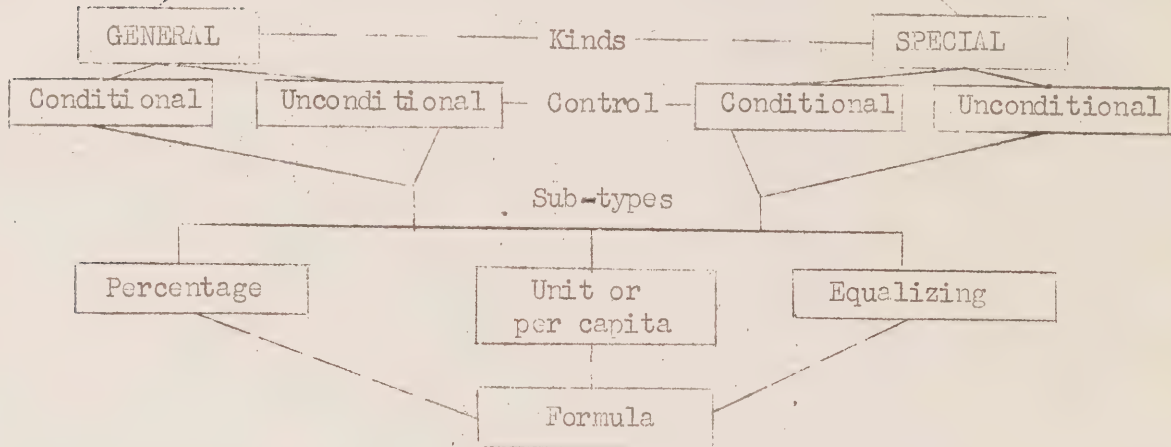 GENERAL Kinds SPECIAL
Conditional Unconditional Control Conditional Unconditional
Sub-types
Percentage Unit or Equalizing
per capita
Formula